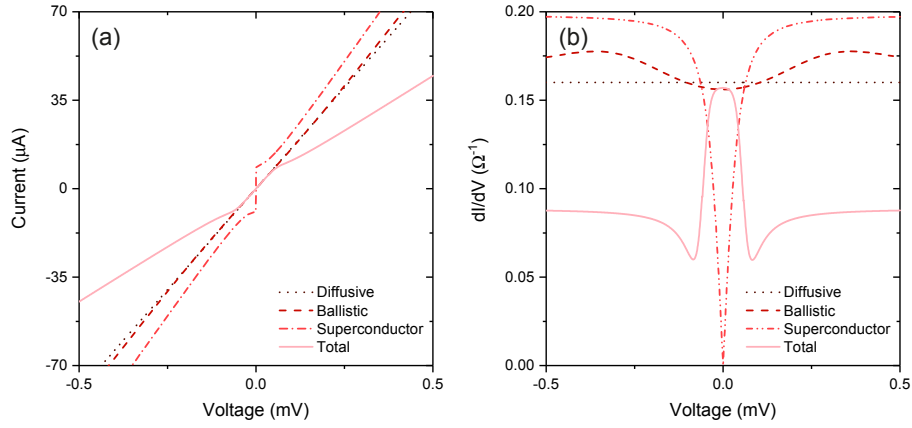 (a)
70
35
0
-35
-70
Current (μA)
-0.5
0.0
0.5
Voltage (mV)
Diffusive
Ballistic
Superconductor
Total
(b)
0.20
0.15
0.10
0.05
0.00
dI/dV (Ω⁻¹)
-0.5
0.0
0.5
Voltage (mV)
Diffusive
Ballistic
Superconductor
Total